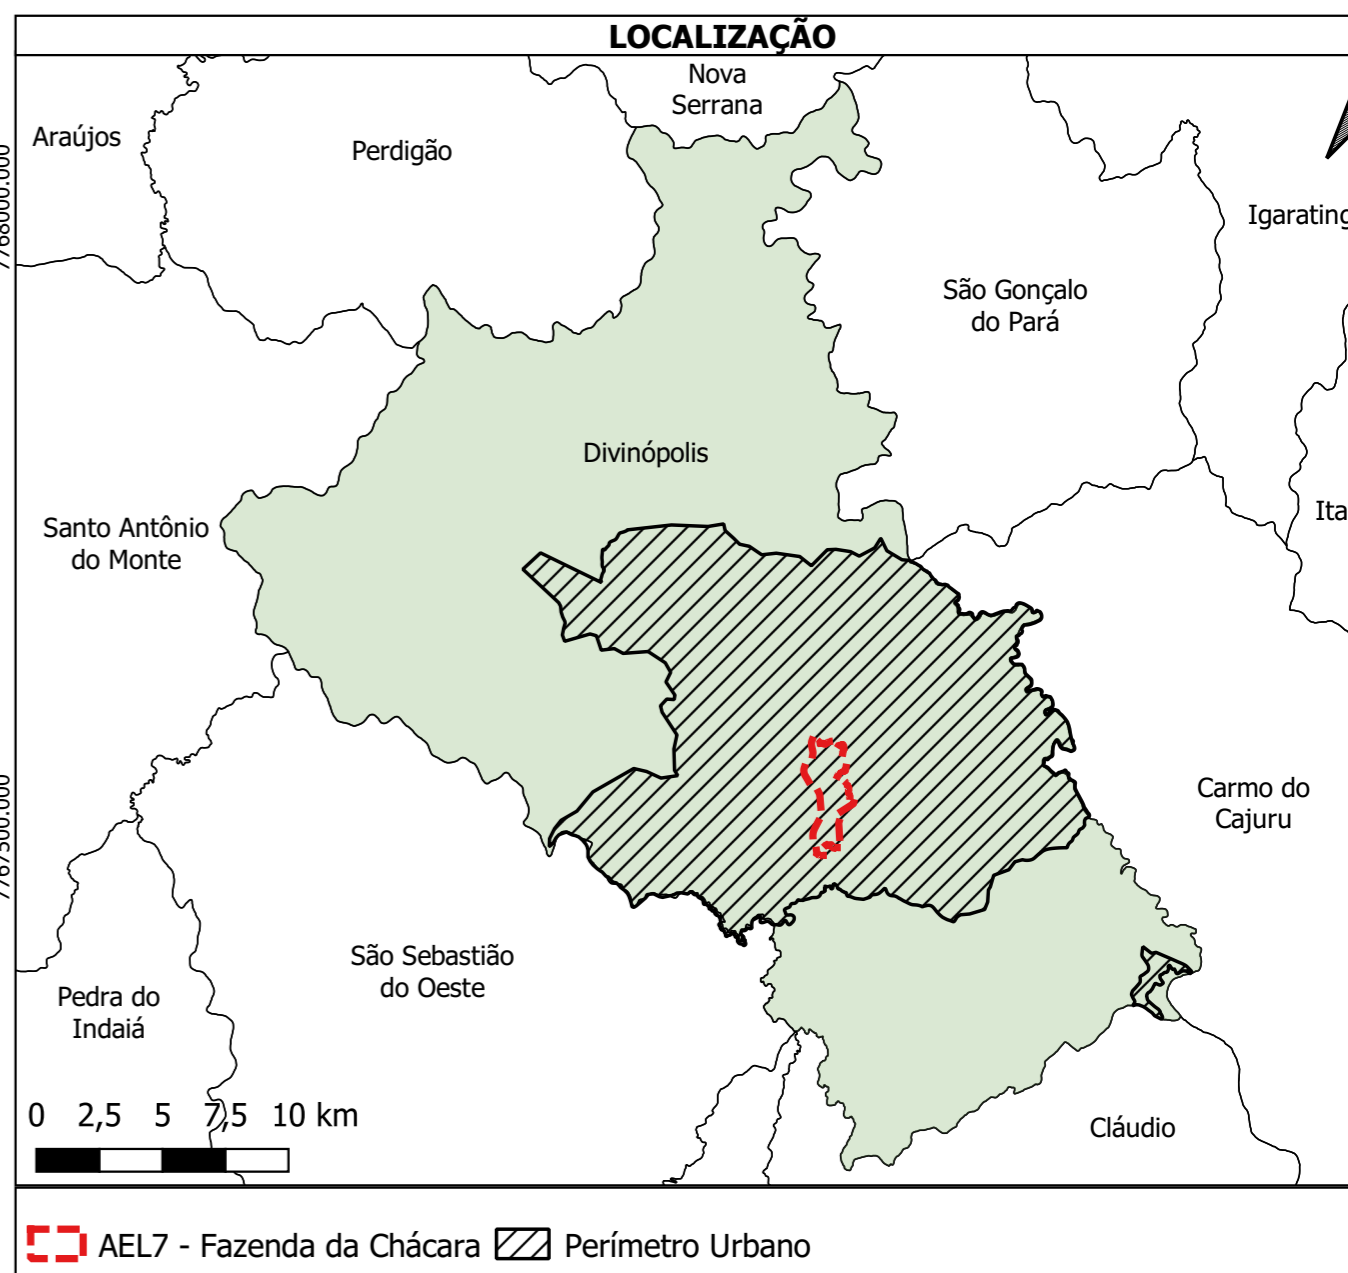 LOCALIZAÇÃO
Nova
Serrana
Araújos
Perdigão
Igarating
São Gonçalo
do Pará
Divinópolis
Santo Antônio
do Monte
Ita
Carmo do
Cajuru
São Sebastião
do Oeste
Pedra do
Indaiá
Cláudio
0 2,5 5 7,5 10 km
AEL7 - Fazenda da Chácara Perímetro Urbano